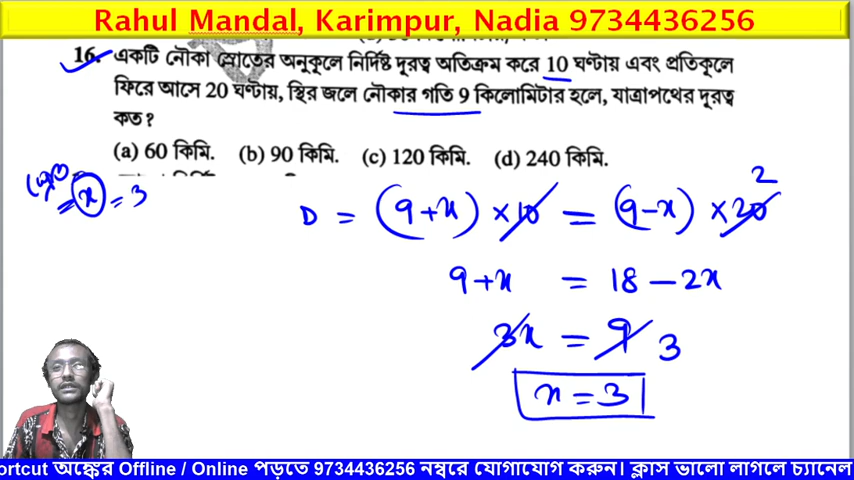 Rahul Mandal, Karimpur, Nadia 9734436256
16. একটি নৌকা স্রোতের অনুকূলে নির্দিষ্ট দূরত্ব অতিক্রম করে 10 ঘণ্টায় এবং প্রতিকূলে
ফিরে আসে 20 ঘণ্টায়, স্থির জলে নৌকার গতি 9 কিলোমিটার হলে, যাত্রাপথের দূরত্ব
কত?
(a) 60 কিমি. (b) 90 কিমি. (c) 120 কিমি. (d) 240 কিমি.
= x = 3
2
D = (9+x) × 10 = (9-x) × 20
9+x = 18 - 2x
3x = 9 3
x = 3
ortcut অঙ্কের Offline / Online পড়তে 9734436256 নম্বরে যোগাযোগ করুন। ক্লাস ভালো লাগলে চ্যানেল